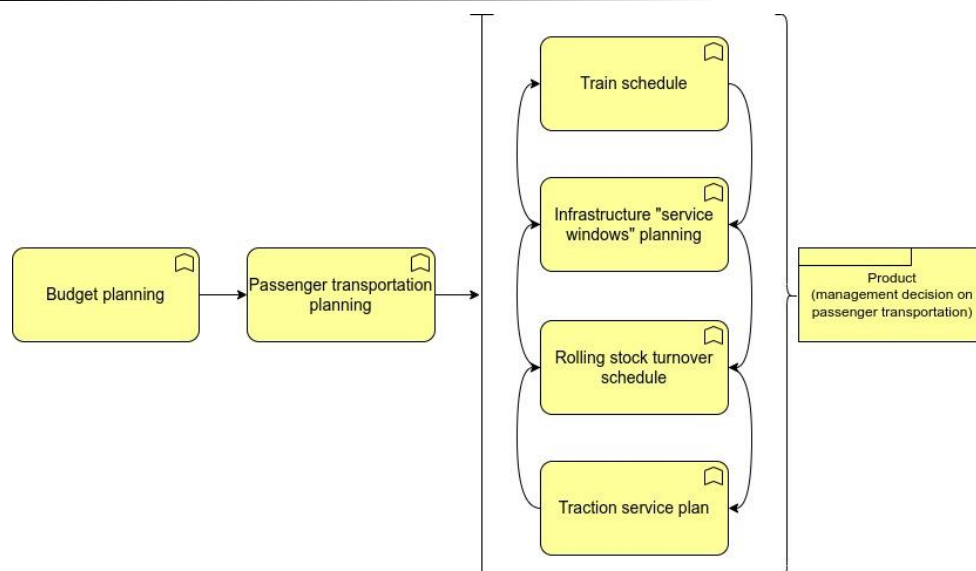 Train schedule
Infrastructure "service
windows" planning
Budget planning
Passenger transportation
planning
Product
(management decision on
passenger transportation)
Rolling stock turnover
schedule
Traction service plan